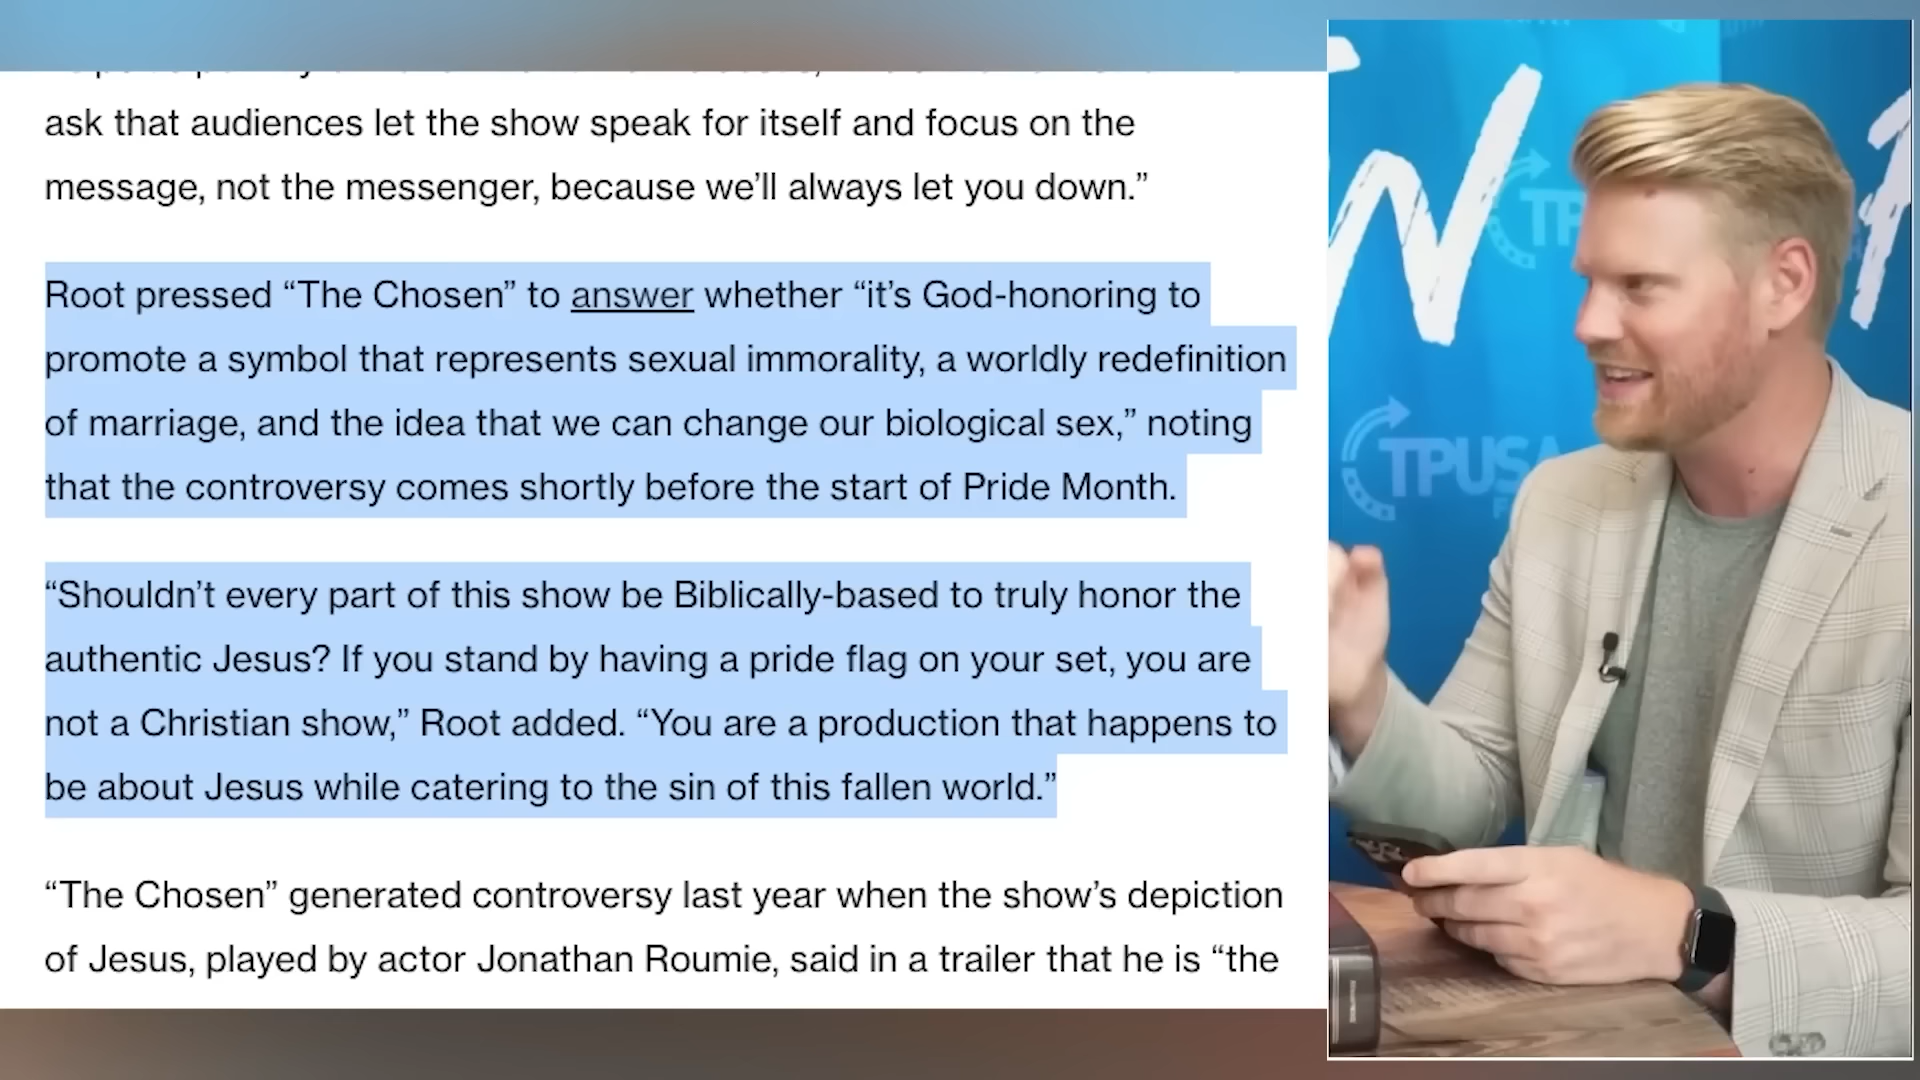 ask that audiences let the show speak for itself and focus on the
message, not the messenger, because we’ll always let you down.”
Root pressed “The Chosen” to answer whether “it’s God-honoring to
promote a symbol that represents sexual immorality, a worldly redefinition
of marriage, and the idea that we can change our biological sex,” noting
that the controversy comes shortly before the start of Pride Month.
“Shouldn’t every part of this show be Biblically-based to truly honor the
authentic Jesus? If you stand by having a pride flag on your set, you are
not a Christian show,” Root added. “You are a production that happens to
be about Jesus while catering to the sin of this fallen world.”
“The Chosen” generated controversy last year when the show’s depiction
of Jesus, played by actor Jonathan Roumie, said in a trailer that he is “the
W
TP
TPUSA
F